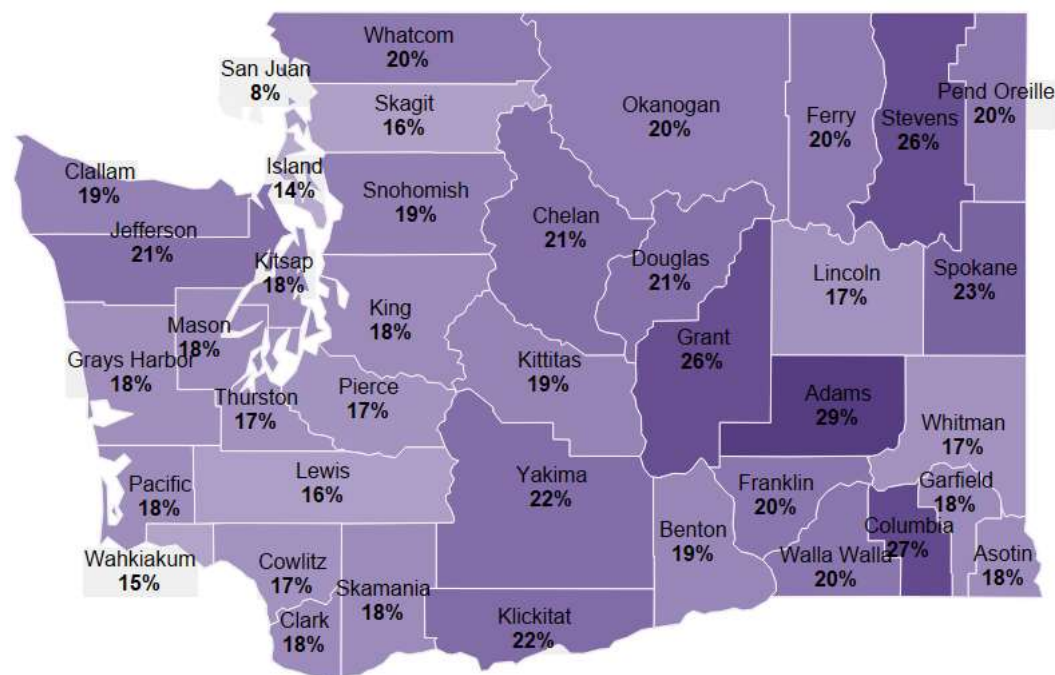 Whatcom
20%
San Juan
8%
Skagit
16%
Okanogan
20%
Ferry
20%
Stevens
26%
Pend Oreille
20%
Clallam
19%
Island
14%
Snohomish
19%
Chelan
21%
Jefferson
21%
Kitsap
18%
Douglas
21%
Lincoln
17%
Spokane
23%
King
18%
Mason
18%
Grays Harbor
18%
Grant
26%
Kittitas
19%
Pierce
17%
Thurston
17%
Adams
29%
Whitman
17%
Lewis
16%
Yakima
22%
Pacific
18%
Franklin
20%
Garfield
18%
Columbia
27%
Benton
19%
Walla Walla
20%
Asotin
18%
Wahkiakum
15%
Cowlitz
17%
Skamania
18%
Clark
18%
Klickitat
22%